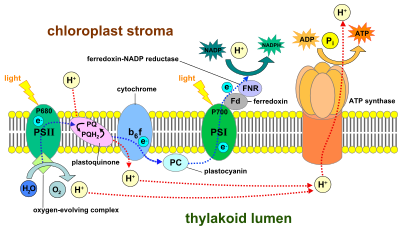 chloroplast stroma
H⁺
ADP
Pᵢ
ATP
NADP⁺
H⁺
NADPH
ferredoxin-NADP reductase
light
H⁺
cytochrome
light
e⁻
FNR
Fd
ferredoxin
ATP synthase
P680
e⁻
PSII
PQ
PQH₂
b₆f
e⁻
P700
PSI
e⁻
PC
plastocyanin
plastoquinone
H₂O
O₂
H⁺
H⁺
H⁺
oxygen-evolving complex
thylakoid lumen